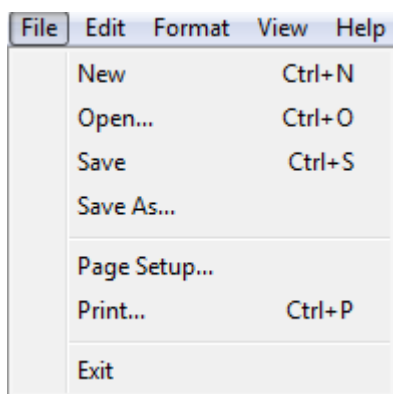 File Edit Format View Help
New Ctrl+N
Open... Ctrl+O
Save Ctrl+S
Save As...
Page Setup...
Print... Ctrl+P
Exit